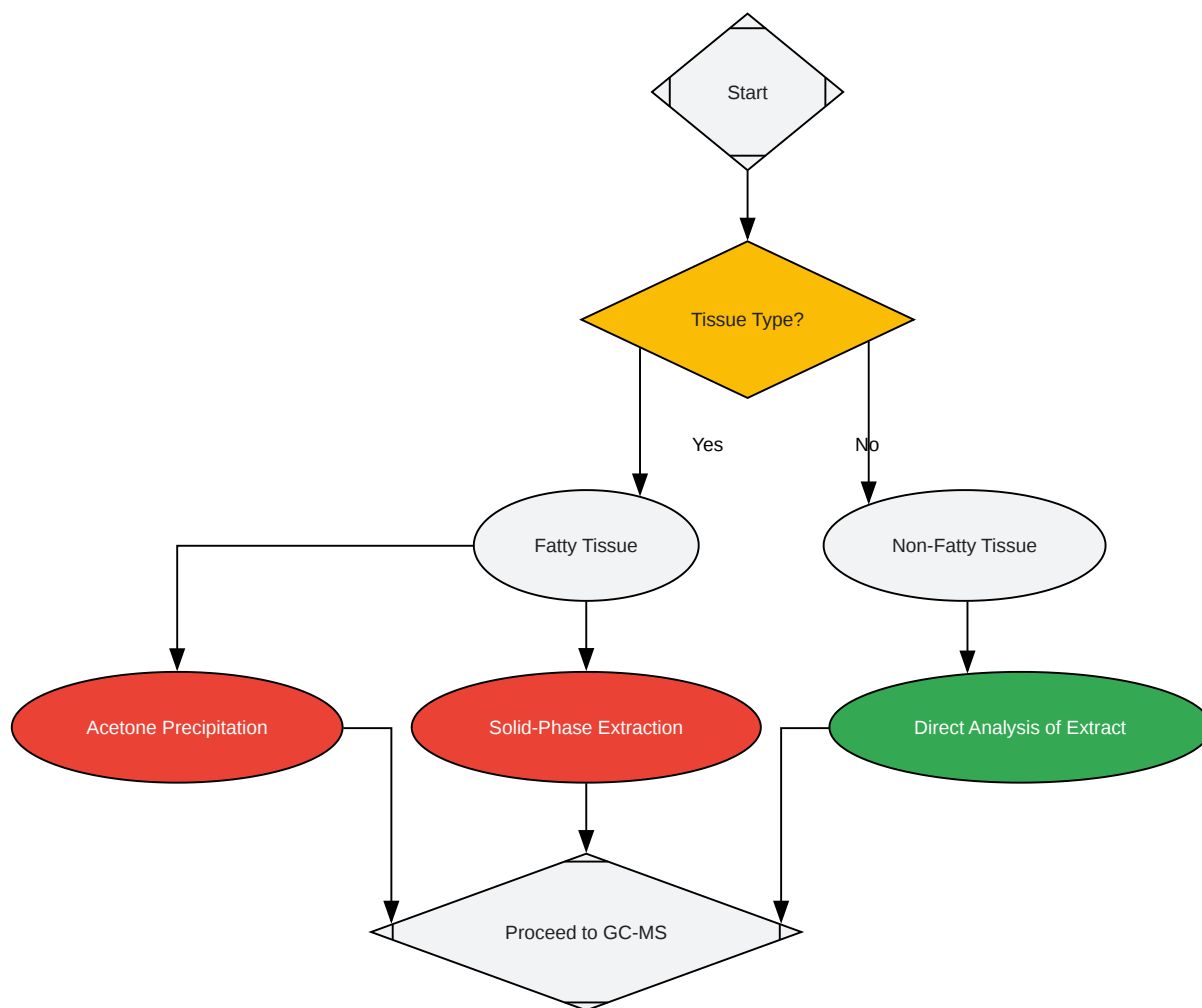 Start
Tissue Type?
Yes
No
Fatty Tissue
Non-Fatty Tissue
Acetone Precipitation
Solid-Phase Extraction
Direct Analysis of Extract
Proceed to GC-MS